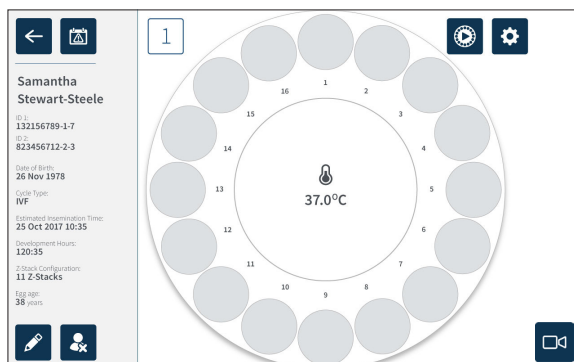 Samantha
Stewart-Steele
ID 1:
132156789-1-7
ID 2:
823456712-2-3
Date of Birth:
26 Nov 1978
Cycle Type:
IVF
Estimated Insemination Time:
25 Oct 2017 10:35
Development Hours:
120:35
Z-Stack Configuration:
11 Z-Stacks
Egg age:
38 years
1
1
2
3
4
5
6
7
8
9
10
11
12
13
14
15
16
37.0⁰C